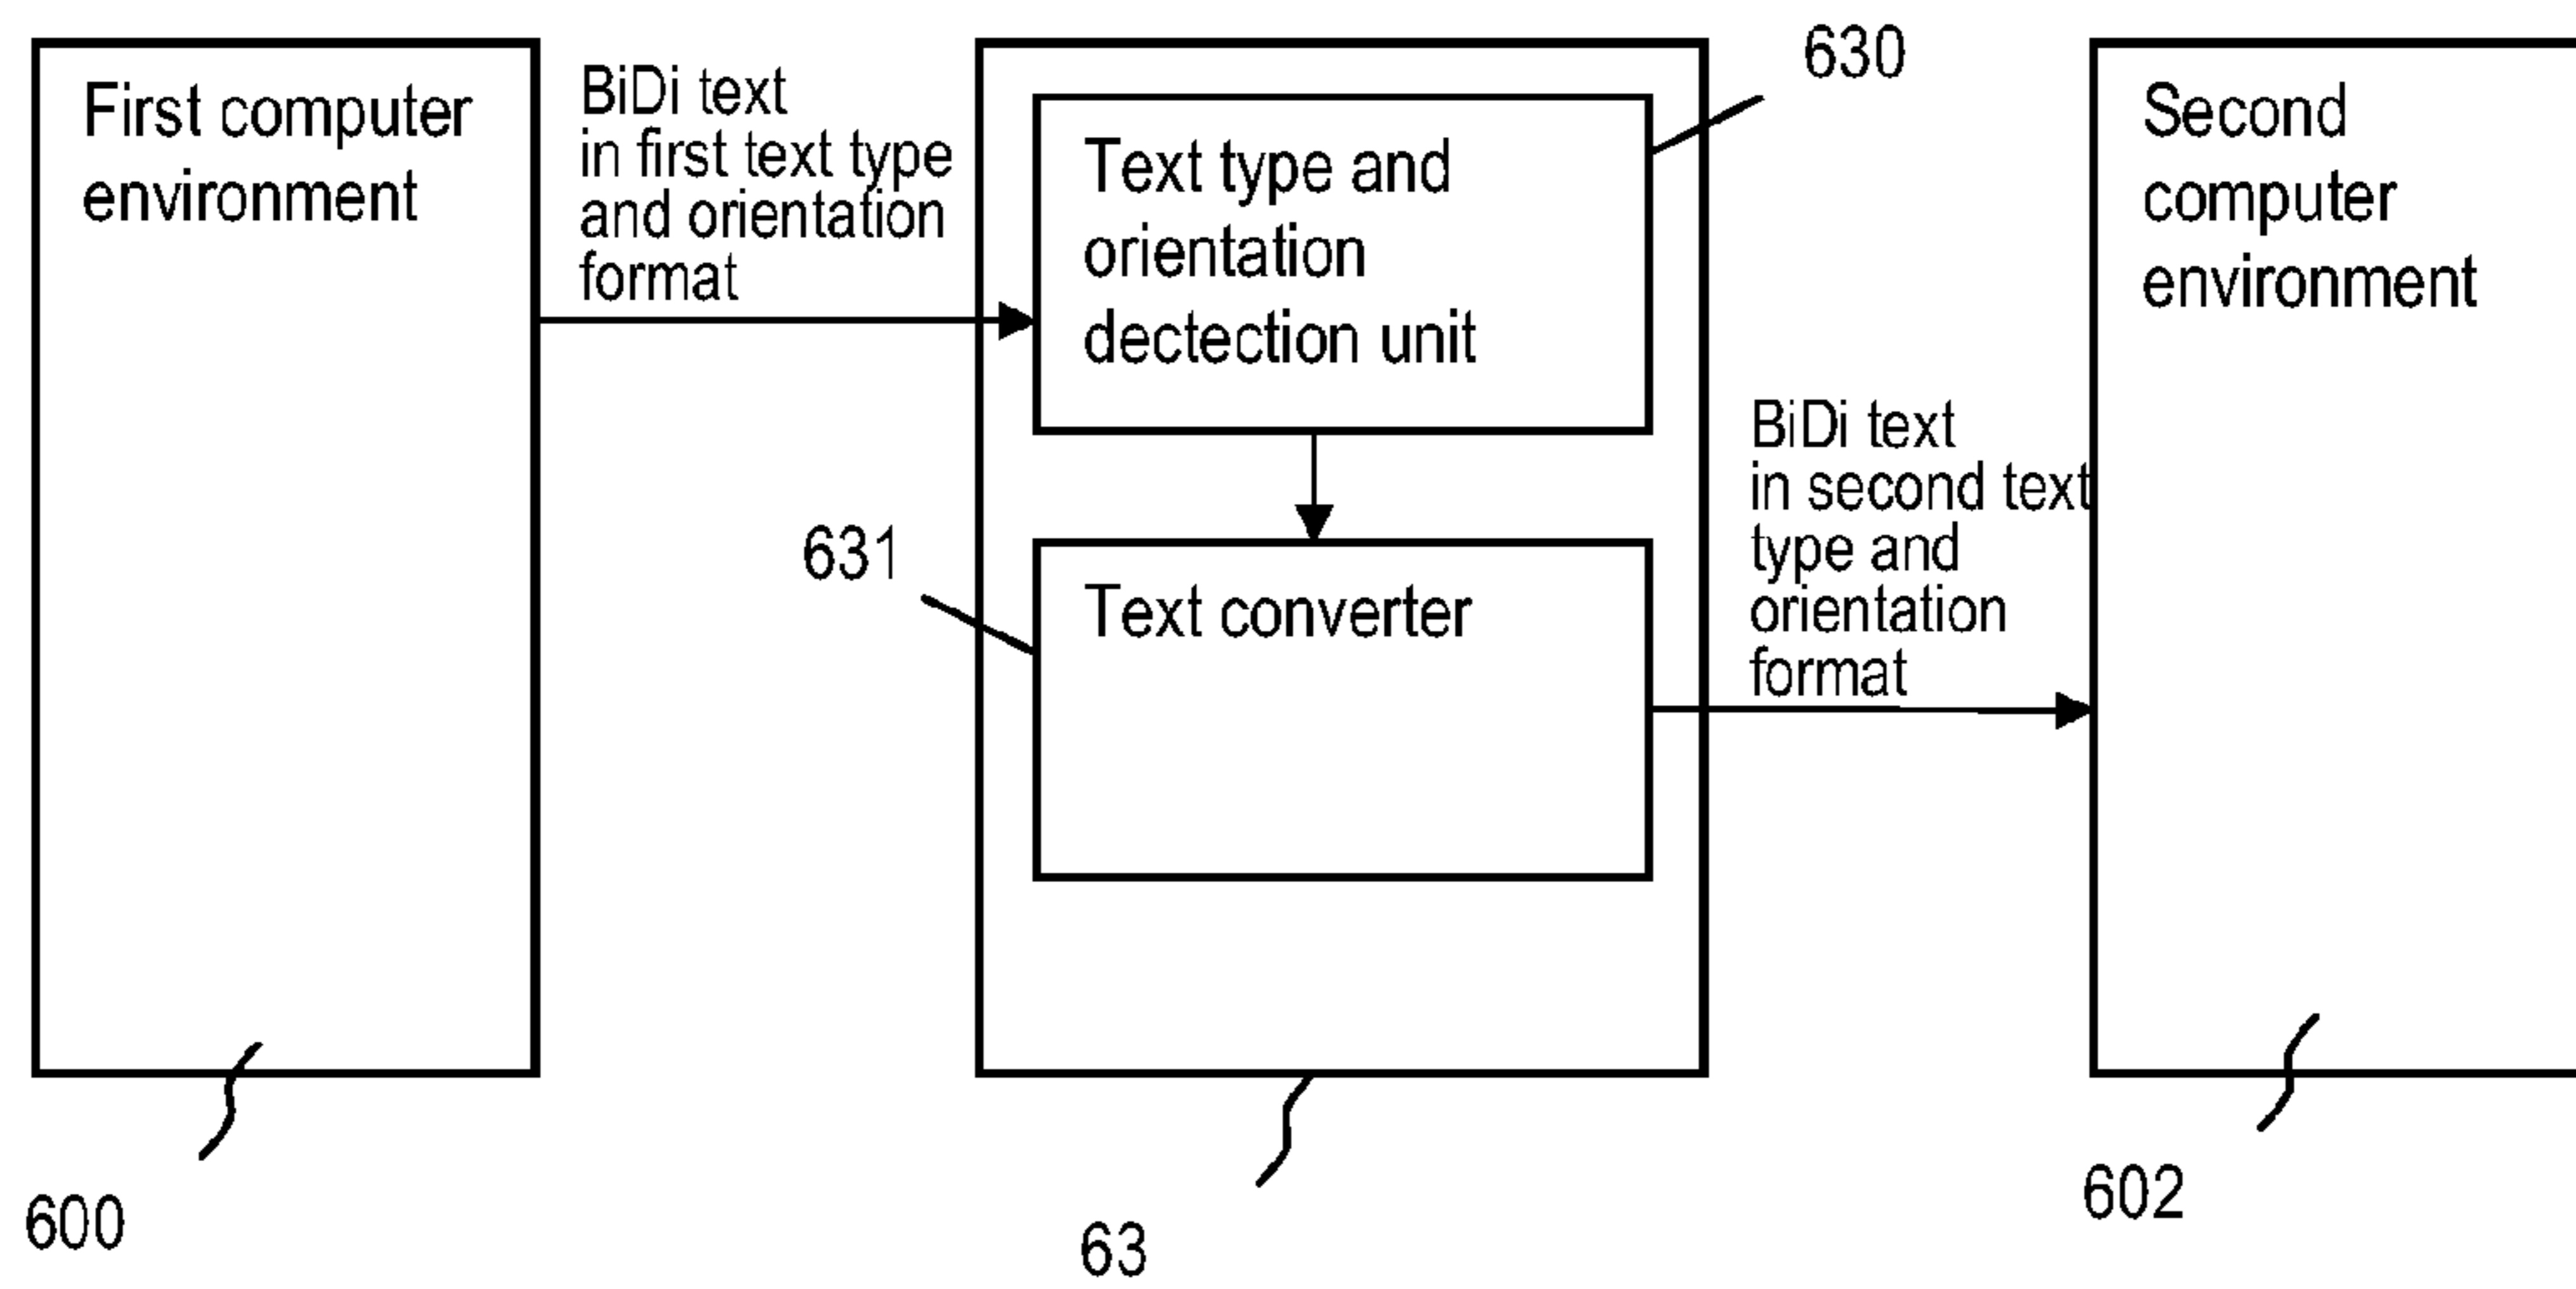 First computer
environment
BiDi text
in first text type
and orientation
format
630
Text type and
orientation
dectection unit
Second
computer
environment
631
Text converter
BiDi text
in second text
type and
orientation
format
600
63
602